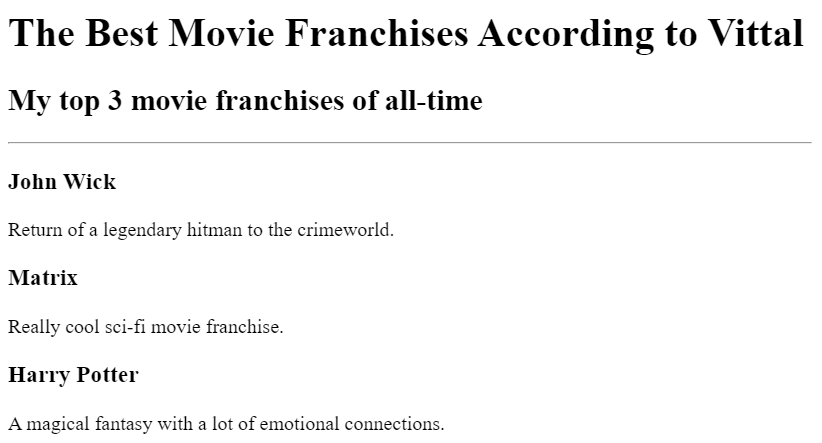 The Best Movie Franchises According to Vittal
My top 3 movie franchises of all-time
John Wick
Return of a legendary hitman to the crimeworld.
Matrix
Really cool sci-fi movie franchise.
Harry Potter
A magical fantasy with a lot of emotional connections.